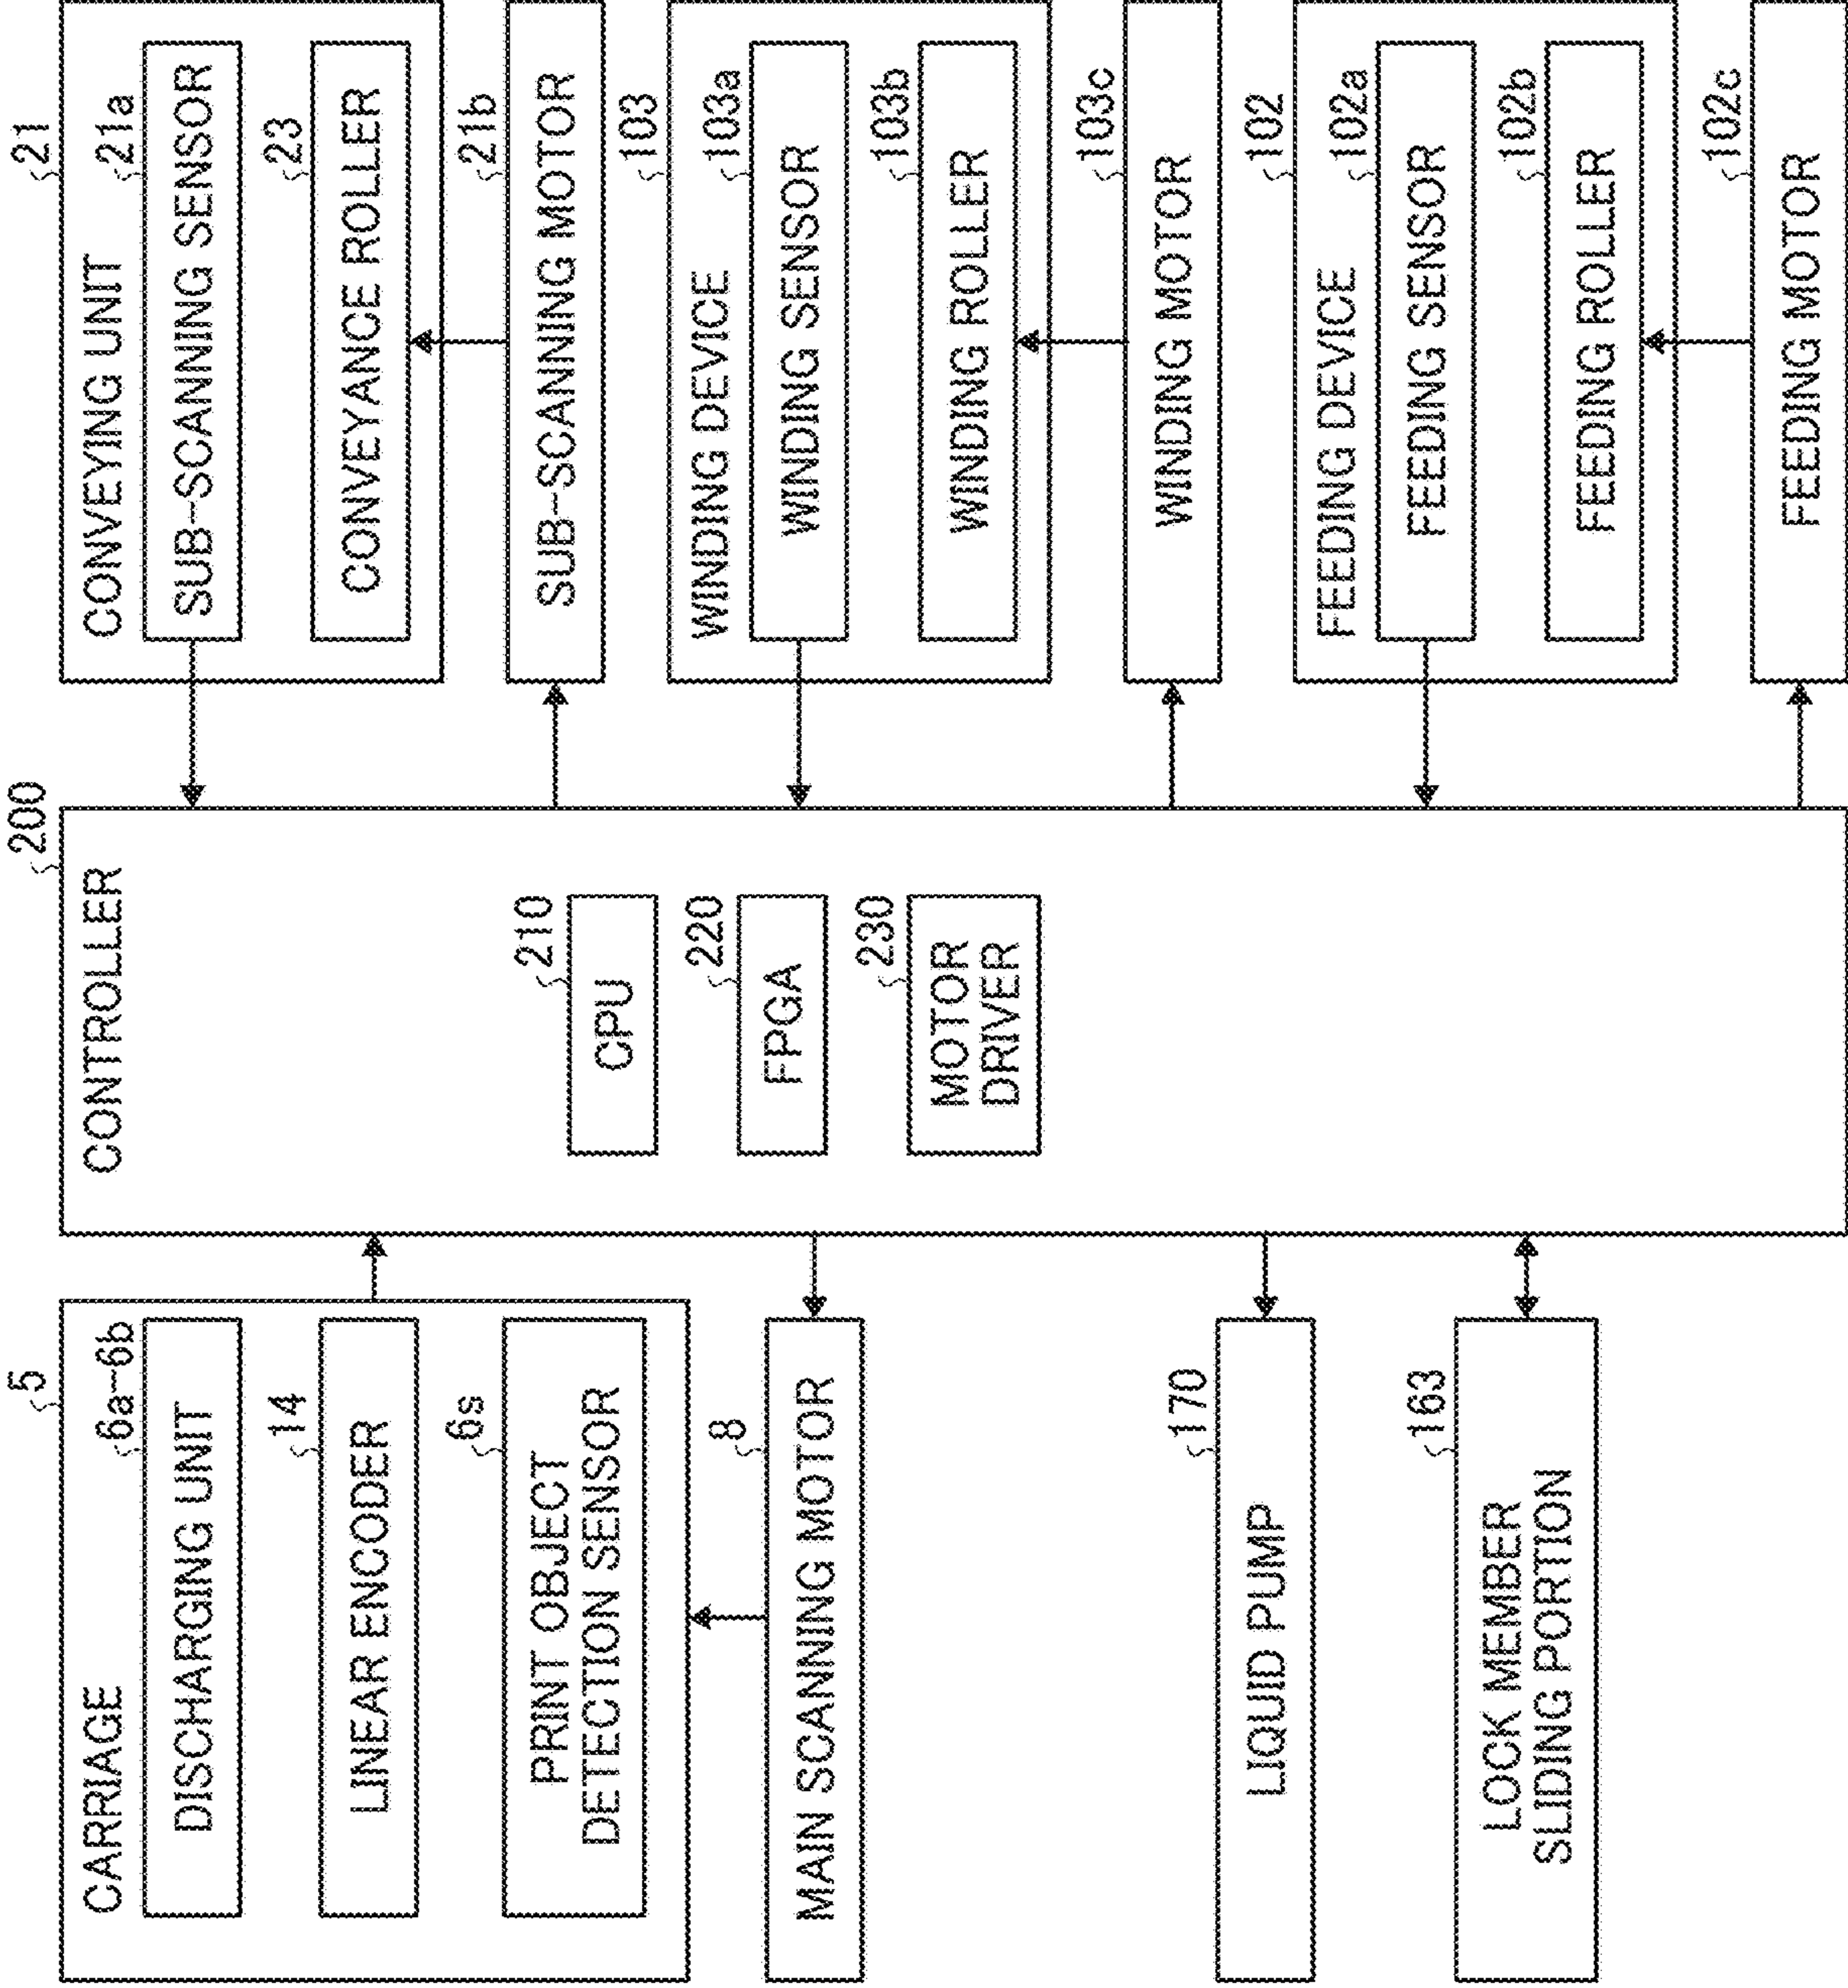 5
CARRIAGE
6a-6b
DISCHARGING UNIT
14
LINEAR ENCODER
6s
PRINT OBJECT
DETECTION SENSOR
8
MAIN SCANNING MOTOR
170
LIQUID PUMP
163
LOCK MEMBER
SLIDING PORTION
200
CONTROLLER
210
CPU
220
FPGA
230
MOTOR
DRIVER
21
CONVEYING UNIT
21a
SUB-SCANNING SENSOR
23
CONVEYANCE ROLLER
21b
SUB-SCANNING MOTOR
103
WINDING DEVICE
103a
WINDING SENSOR
103b
WINDING ROLLER
103c
WINDING MOTOR
102
FEEDING DEVICE
102a
FEEDING SENSOR
102b
FEEDING ROLLER
102c
FEEDING MOTOR